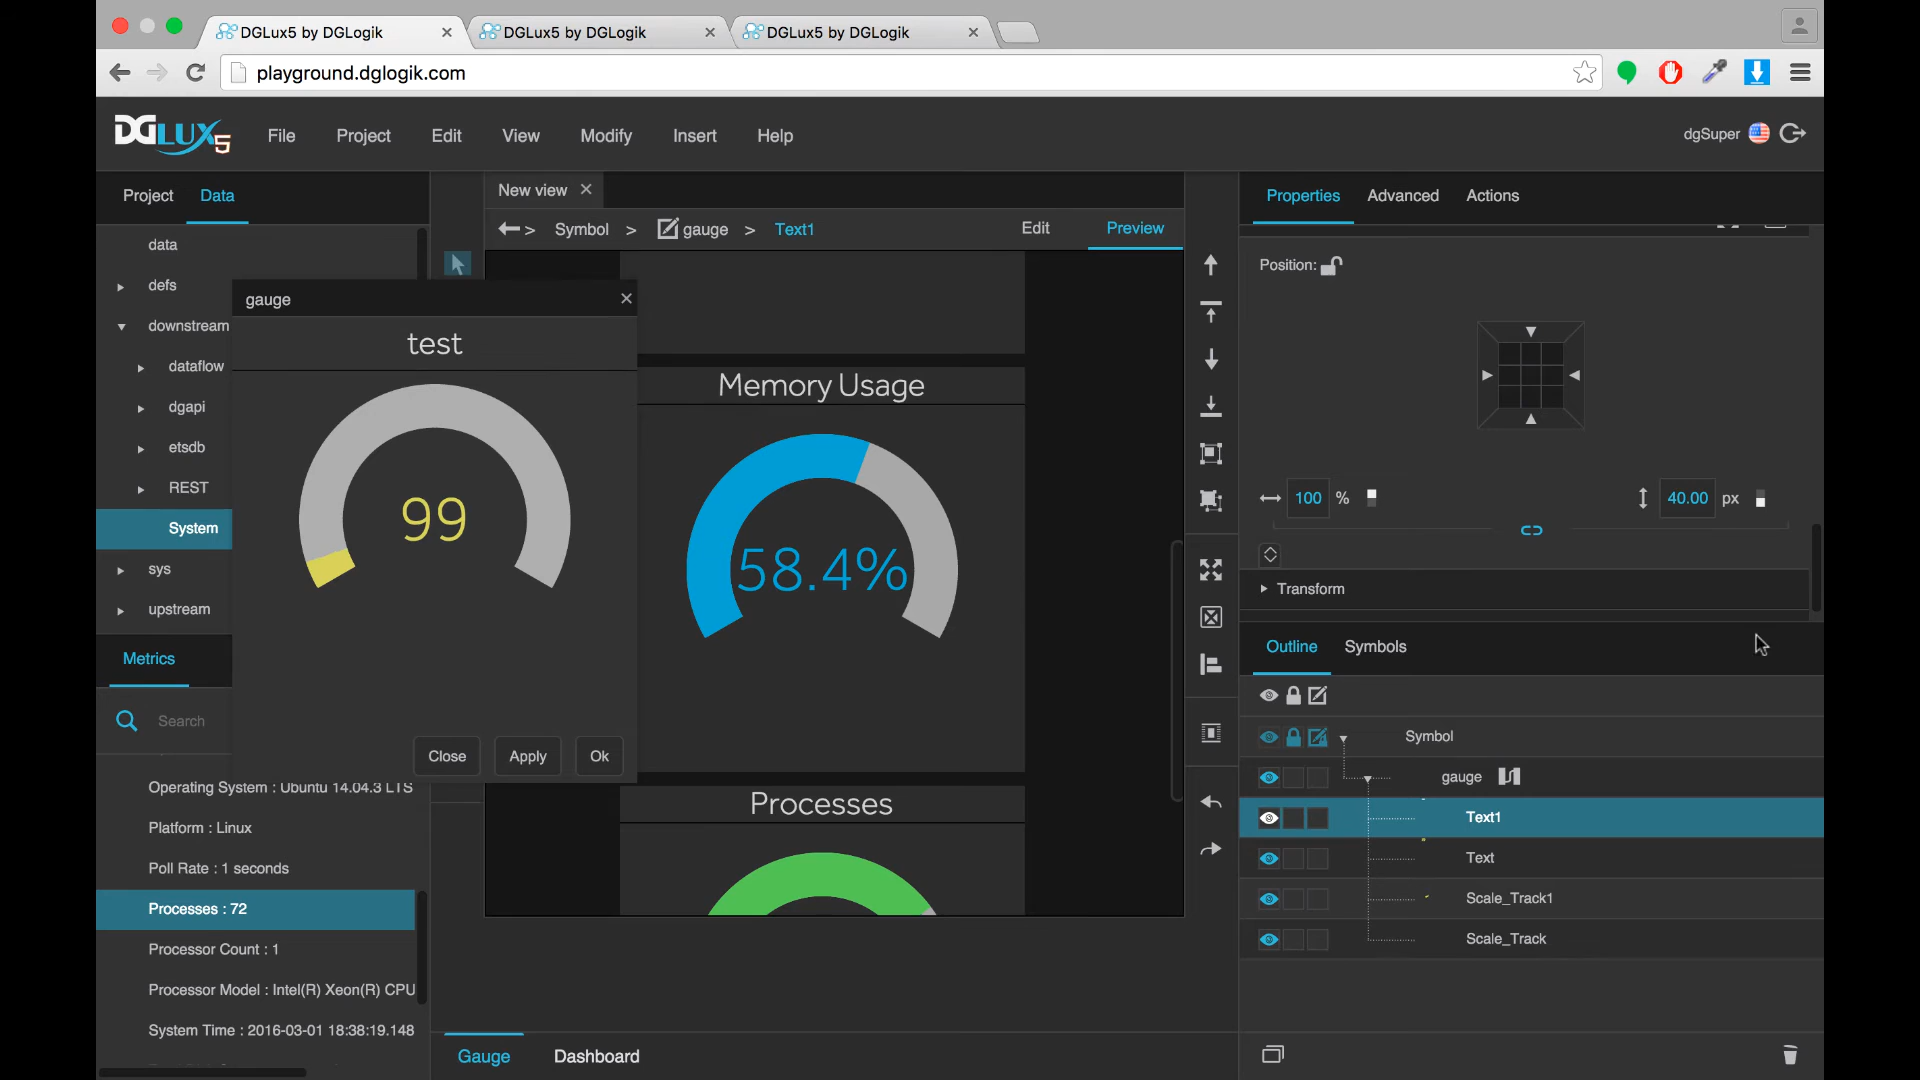 DGLux5 by DGLogik
DGLux5 by DGLogik
DGLux5 by DGLogik
playground.dglogik.com
DGLUX5
File
Project
Edit
View
Modify
Insert
Help
dgSuper
Project
Data
New view
Properties
Advanced
Actions
> Symbol > gauge > Text1
Edit
Preview
data
defs
downstream
dataflow
dgapi
etsdb
REST
System
sys
upstream
Metrics
Search
Operating System : Ubuntu 14.04.3 LTS
Platform : Linux
Poll Rate : 1 seconds
Processes : 72
Processor Count : 1
Processor Model : Intel(R) Xeon(R) CPU
System Time : 2016-03-01 18:38:19.148
gauge
test
99
Close
Apply
Ok
Memory Usage
58.4%
Processes
Gauge
Dashboard
Position:
100 %
40.00 px
Transform
Outline
Symbols
Symbol
gauge
Text1
Text
Scale_Track1
Scale_Track